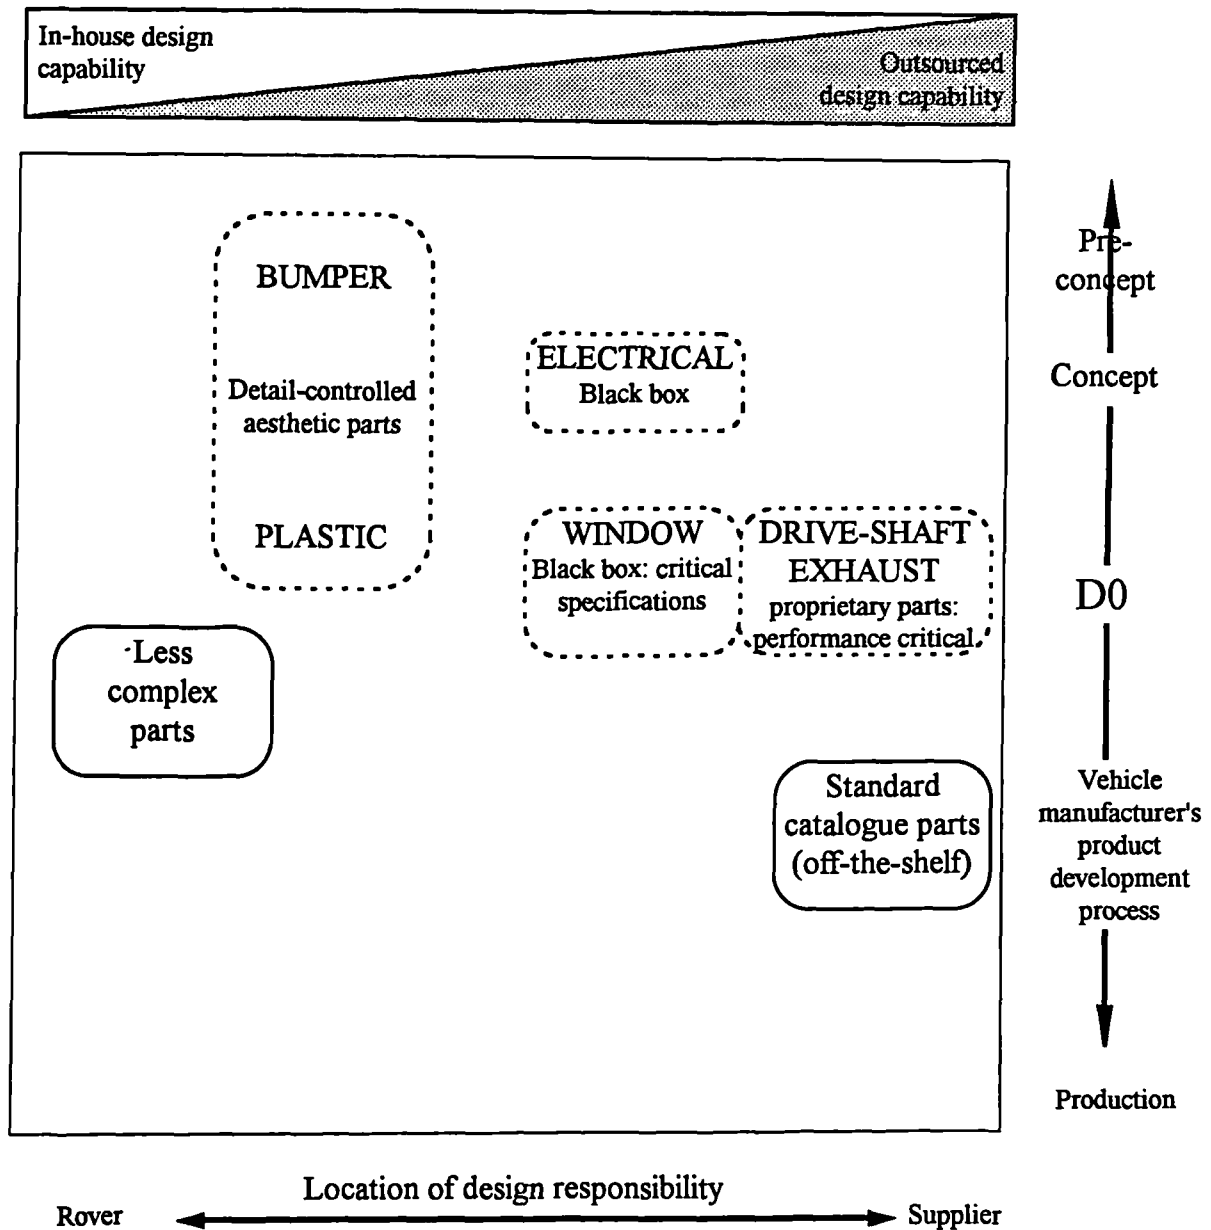 In-house design
capability
Outsourced
design capability
BUMPER
Detail-controlled
aesthetic parts
PLASTIC
ELECTRICAL
Black box
WINDOW
Black box: critical
specifications
DRIVE-SHAFT
EXHAUST
proprietary parts:
performance critical
Less
complex
parts
Standard
catalogue parts
(off-the-shelf)
Pre-
concept
Concept
D0
Vehicle
manufacturer's
product
development
process
Production
Location of design responsibility
Rover
Supplier